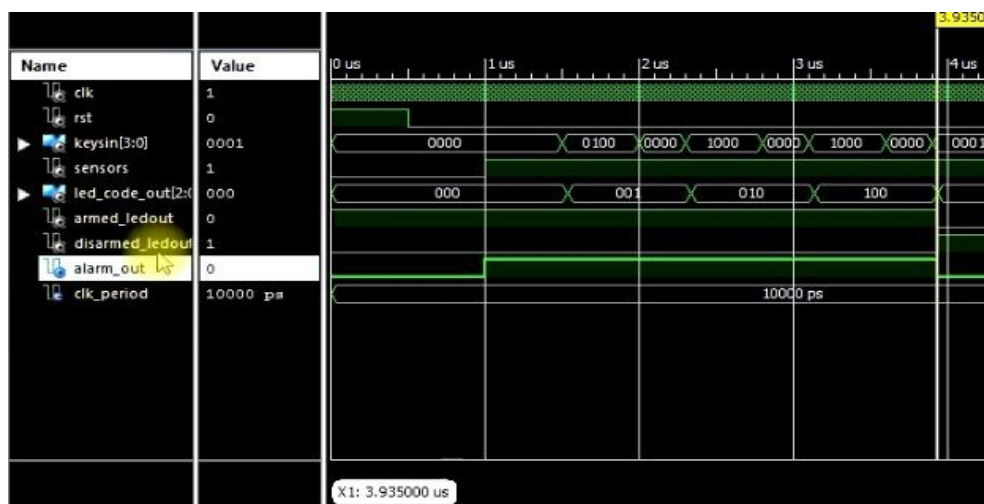 3.9350
Name Value 0 us 1 us 2 us 3 us 4 us
clk 1
rst 0
keysin[3:0] 0001 0000 0100 0000 1000 0000 1000 0000 0001
sensors 1
led_code_out[2:( 000 000 001 010 100
armed_ledout 0
disarmed_ledout 1
alarm_out 0
clk_period 10000 ps 10000 ps
X1: 3.935000 us